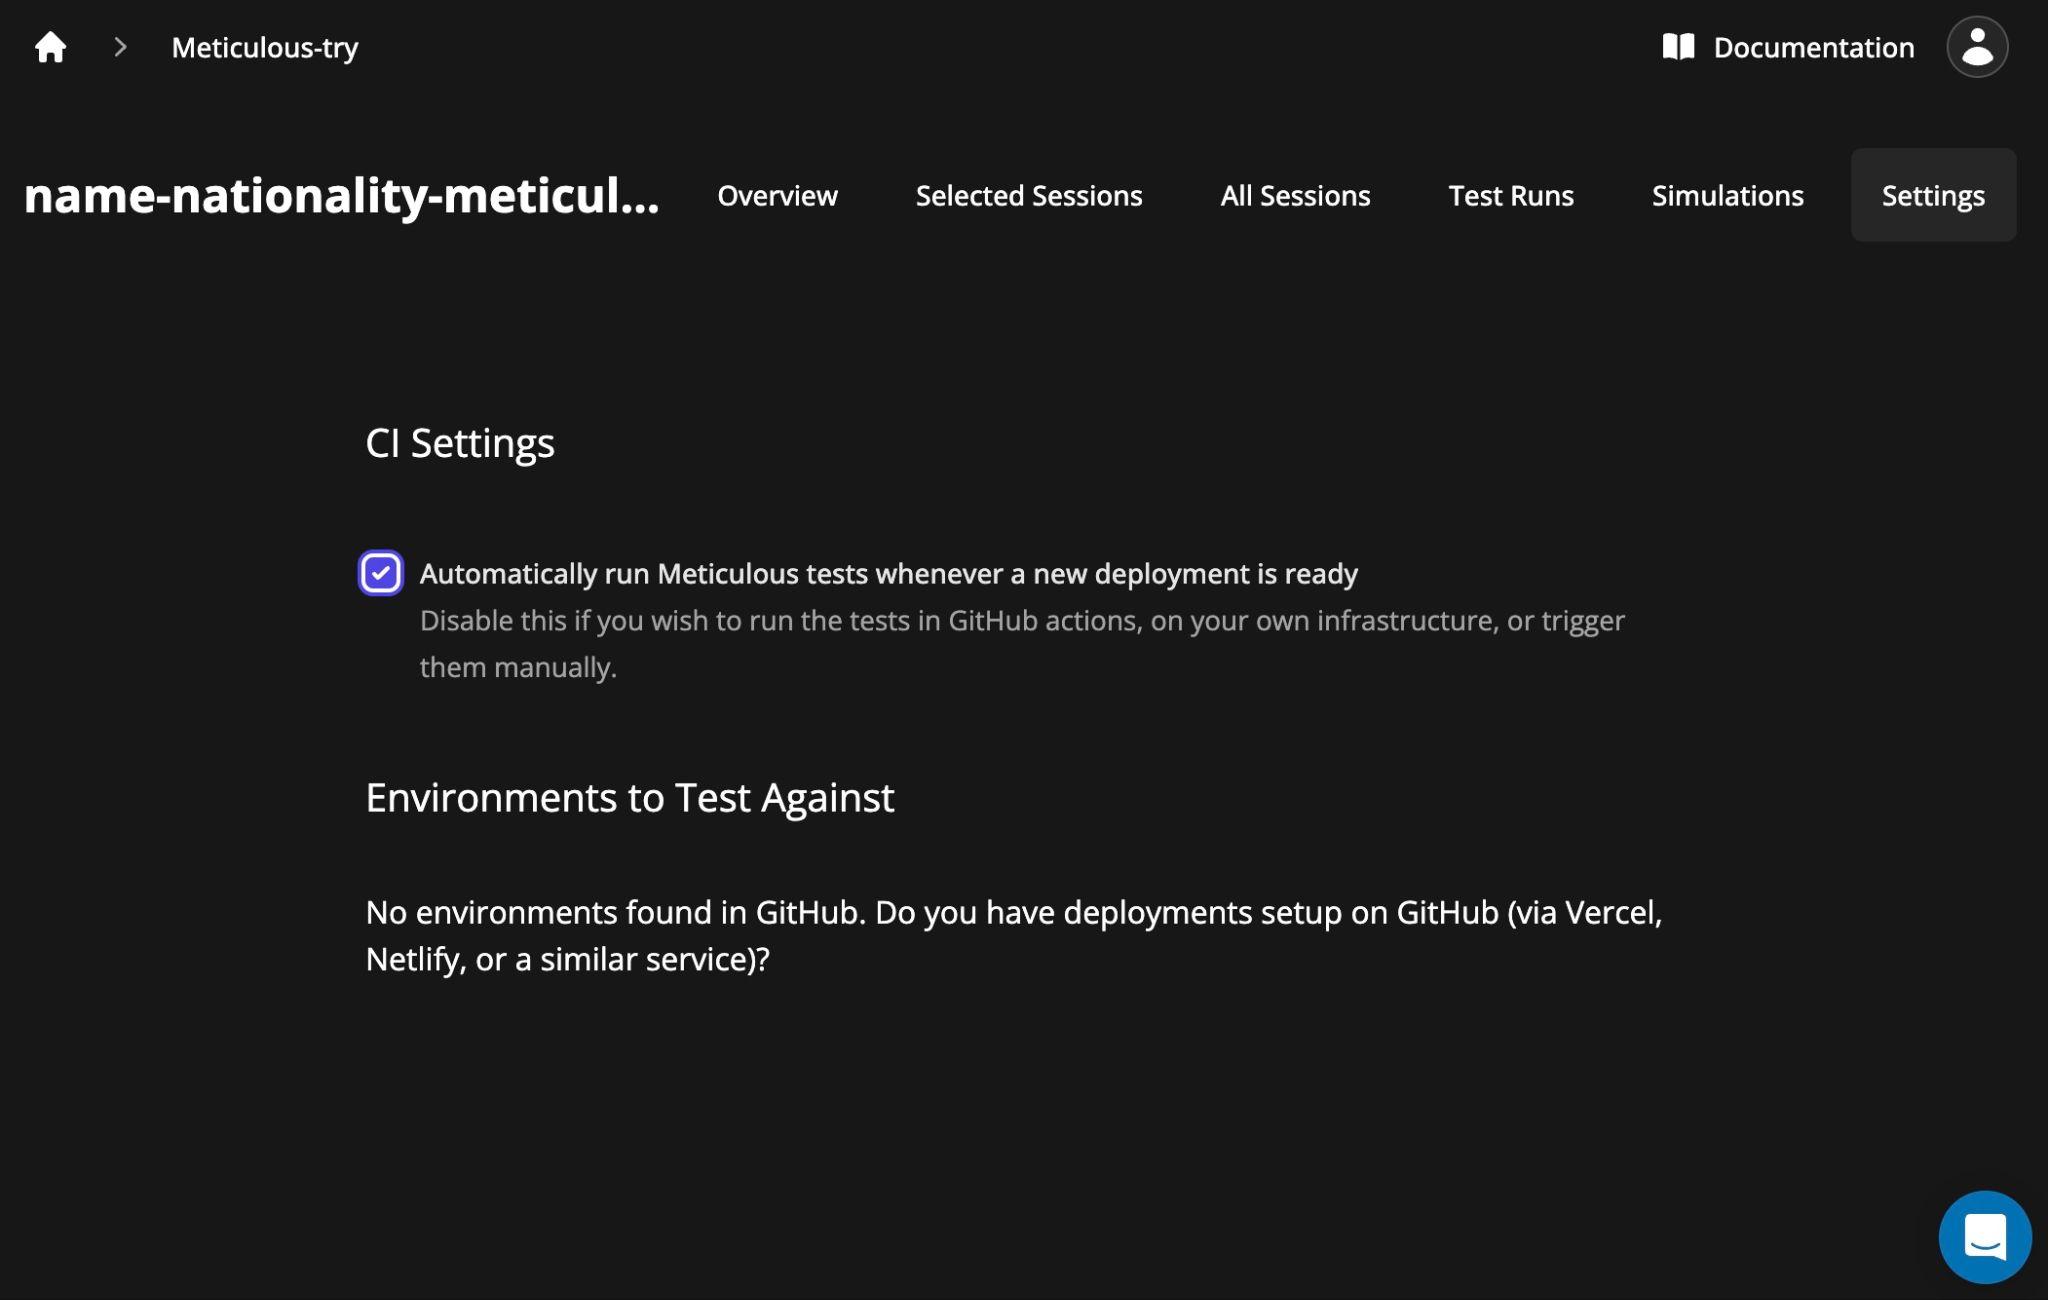 Meticulous-try
Documentation
name-nationality-meticul...
Overview
Selected Sessions
All Sessions
Test Runs
Simulations
Settings
CI Settings
Automatically run Meticulous tests whenever a new deployment is ready
Disable this if you wish to run the tests in GitHub actions, on your own infrastructure, or trigger
them manually.
Environments to Test Against
No environments found in GitHub. Do you have deployments setup on GitHub (via Vercel,
Netlify, or a similar service)?